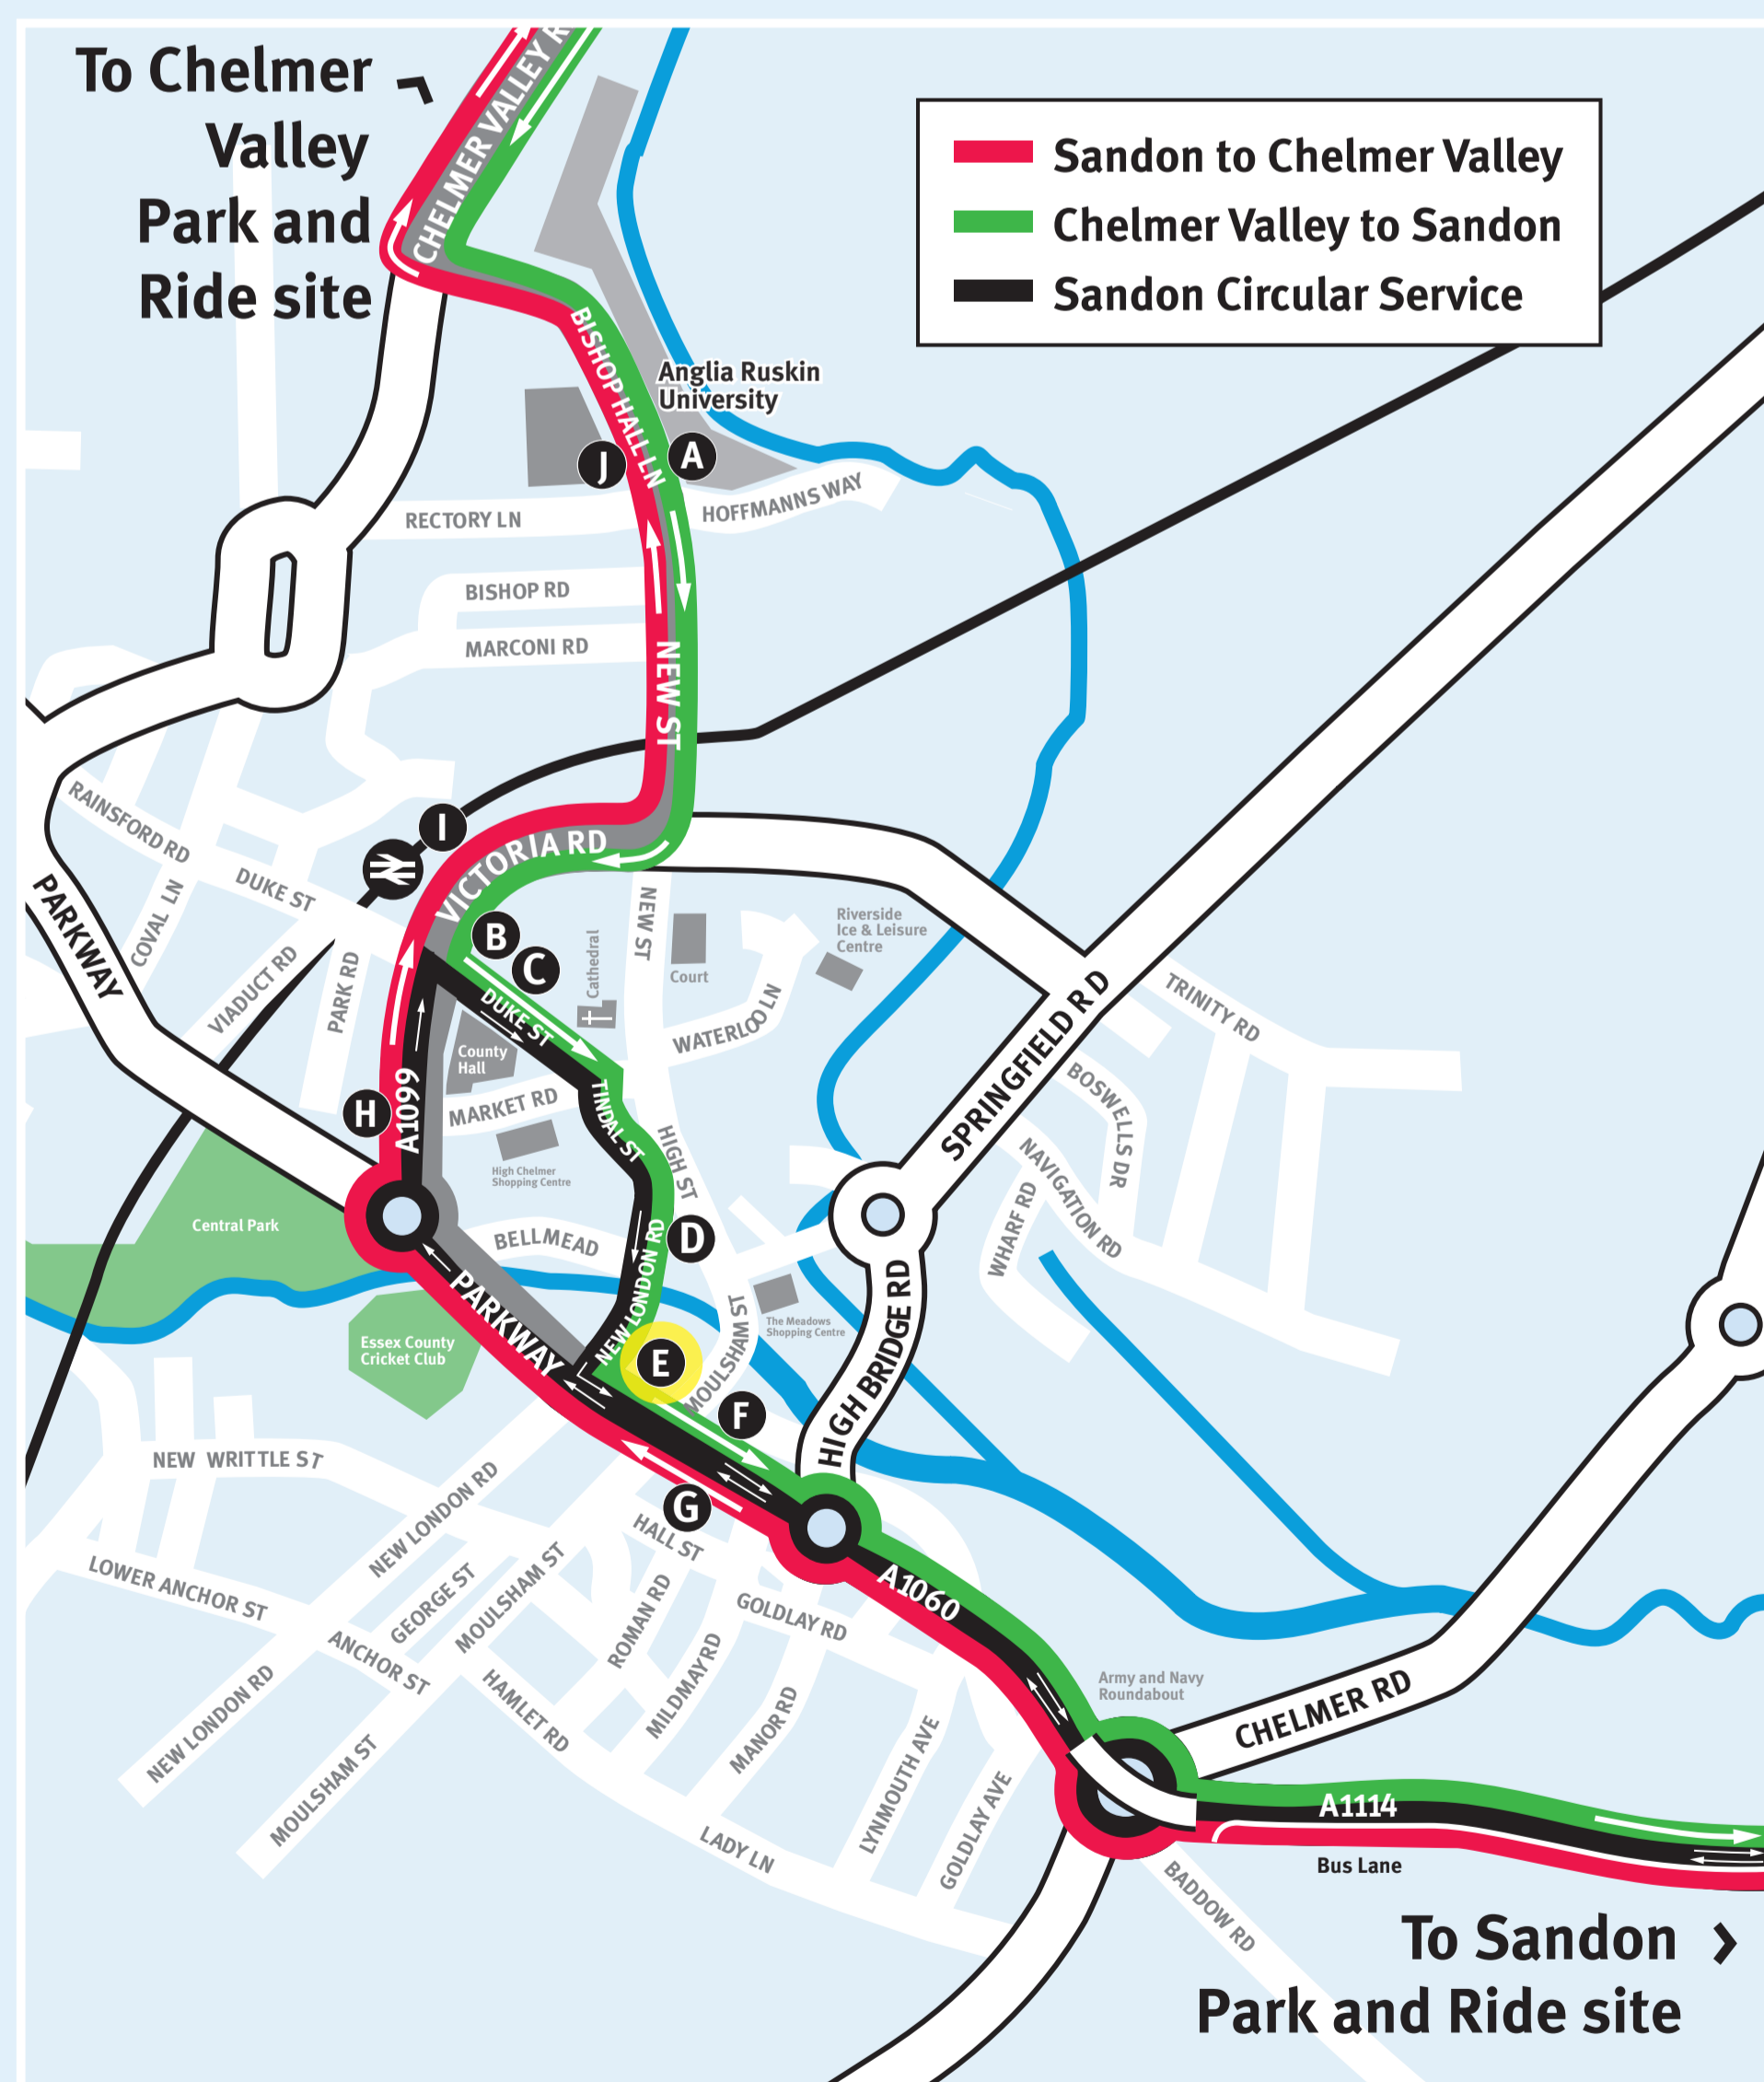 To Chelmer
Valley
Park and
Ride site
Sandon to Chelmer Valley
Chelmer Valley to Sandon
Sandon Circular Service
CHELMER VALLEY R
BISHOP HALL LN
Anglia Ruskin
University
J
A
RECTORY LN
HOFFMANNS WAY
BISHOP RD
MARCONI RD
NEW ST
RAINSFORD RD
I
VICTORIA RD
DUKE ST
COVAL LN
PARKWAY
VIADUCT RD
PARK RD
B
C
NEW ST
Cathedral
Court
Riverside
Ice & Leisure
Centre
WATERLOO LN
DUKE ST
County
Hall
SPRINGFIELD RD
TRINITY RD
BOSWELLS DR
NAVIGATION RD
WHARF RD
H
A1099
MARKET RD
TINDAL ST
HIGH ST
High Chelmer
Shopping Centre
Central Park
BELLMEAD
D
NEW LONDON RD
PARKWAY
HIGH BRIDGE RD
The Meadows
Shopping Centre
MOULSHAM ST
Essex County
Cricket Club
E
F
G
NEW WRITTLE ST
NEW LONDON RD
HALL ST
LOWER ANCHOR ST
GEORGE ST
MOULSHAM ST
ROMAN RD
GOLDLAY RD
A1060
ANCHOR ST
NEW LONDON RD
HAMLET RD
MILDMAY RD
MANOR RD
Army and Navy
Roundabout
CHELMER RD
MOULSHAM ST
LYNMOUTH AVE
GOLDLAY AVE
LADY LN
A1114
Bus Lane
BADDOW RD
To Sandon
Park and Ride site